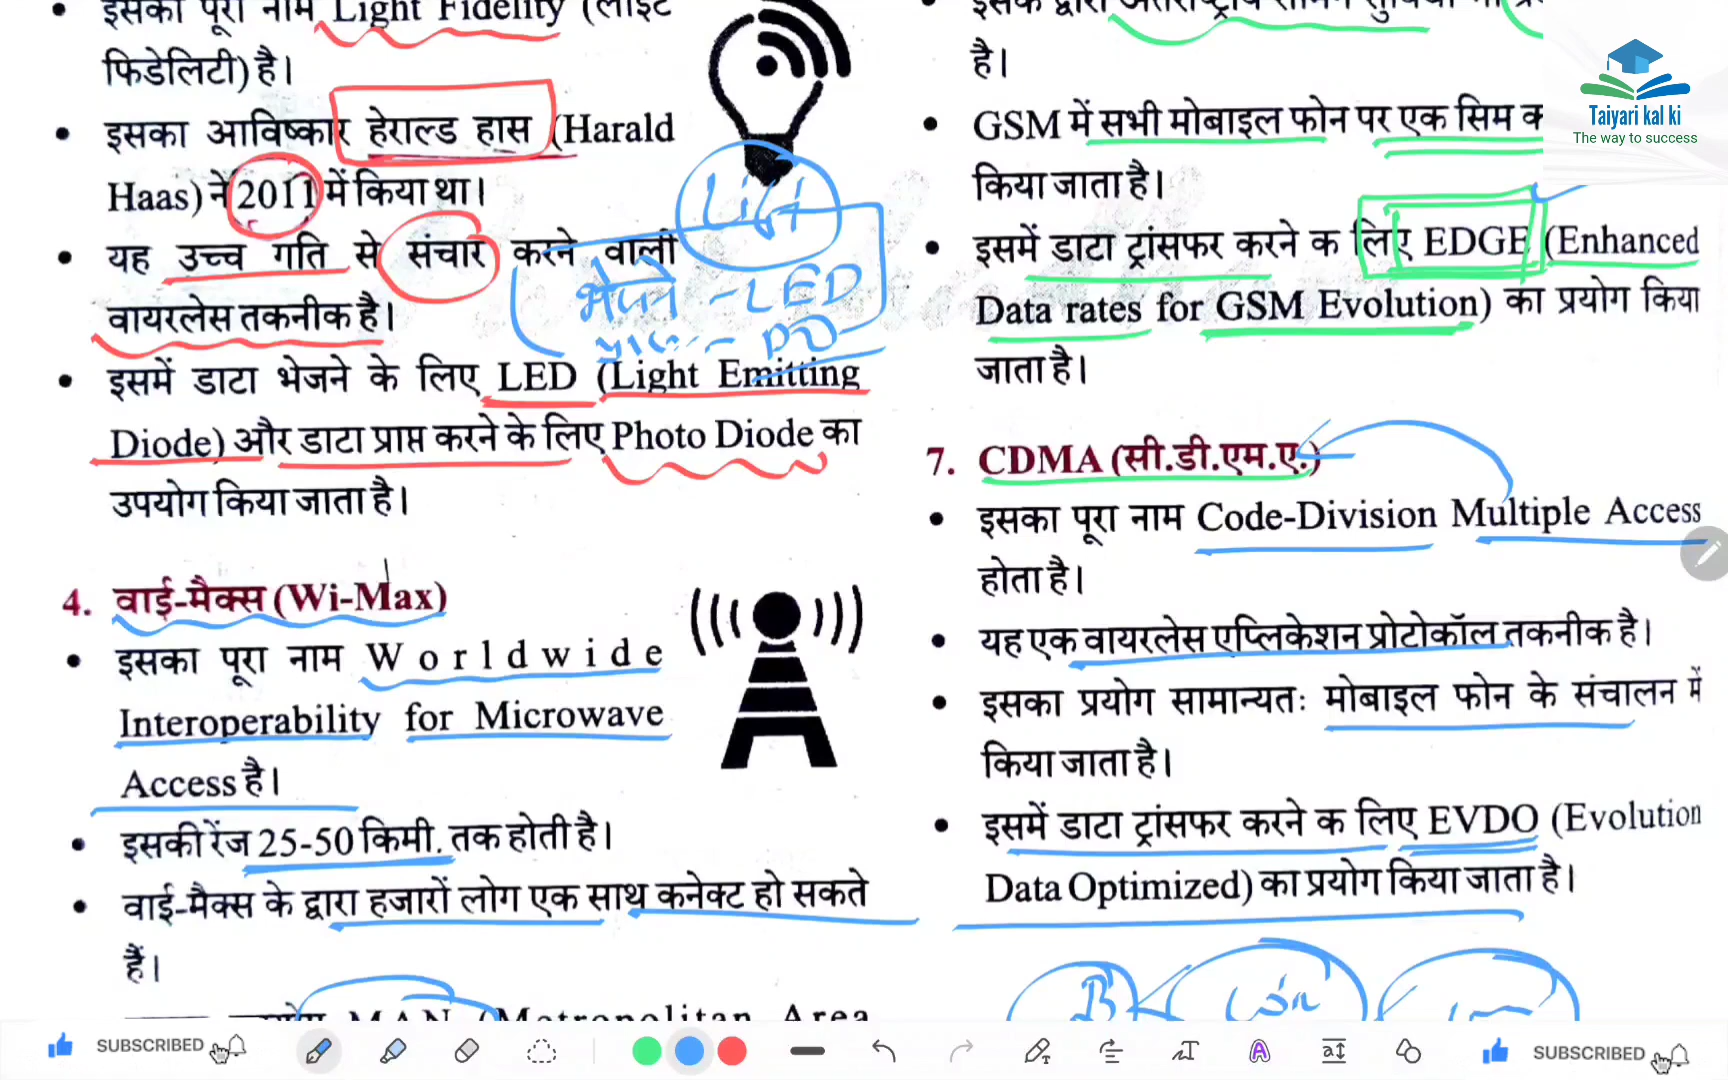 इसका पूरा नाम Light Fidelity (लाइट
फिडेलिटी) है।
इसका आविष्कार हेराल्ड हास (Harald
Haas) ने 2011 में किया था।
यह उच्च गति से संचार करने वाली
वायरलेस तकनीक है।
इसमें डाटा भेजने के लिए LED (Light Emitting
Diode) और डाटा प्राप्त करने के लिए Photo Diode का
उपयोग किया जाता है।
भेजने - LED
4. वाई-मैक्स (Wi-Max)
इसका पूरा नाम Worldwide
Interoperability for Microwave
Access है।
इसकी रेंज 25-50 किमी. तक होती है।
वाई-मैक्स के द्वारा हजारों लोग एक साथ कनेक्ट हो सकते
हैं।
MAN (Metropolitan Area
है।
GSM में सभी मोबाइल फोन पर एक सिम
किया जाता है।
इसमें डाटा ट्रांसफर करने क लिए EDGE (Enhanced
Data rates for GSM Evolution) का प्रयोग किया
जाता है।
7. CDMA (सी.डी.एम.ए.)
इसका पूरा नाम Code-Division Multiple Access
होता है।
यह एक वायरलेस एप्लिकेशन प्रोटोकॉल तकनीक है।
इसका प्रयोग सामान्यतः मोबाइल फोन के संचालन में
किया जाता है।
इसमें डाटा ट्रांसफर करने क लिए EVDO (Evolution
Data Optimized) का प्रयोग किया जाता है।
Taiyari kal ki
The way to success
SUBSCRIBED
SUBSCRIBED